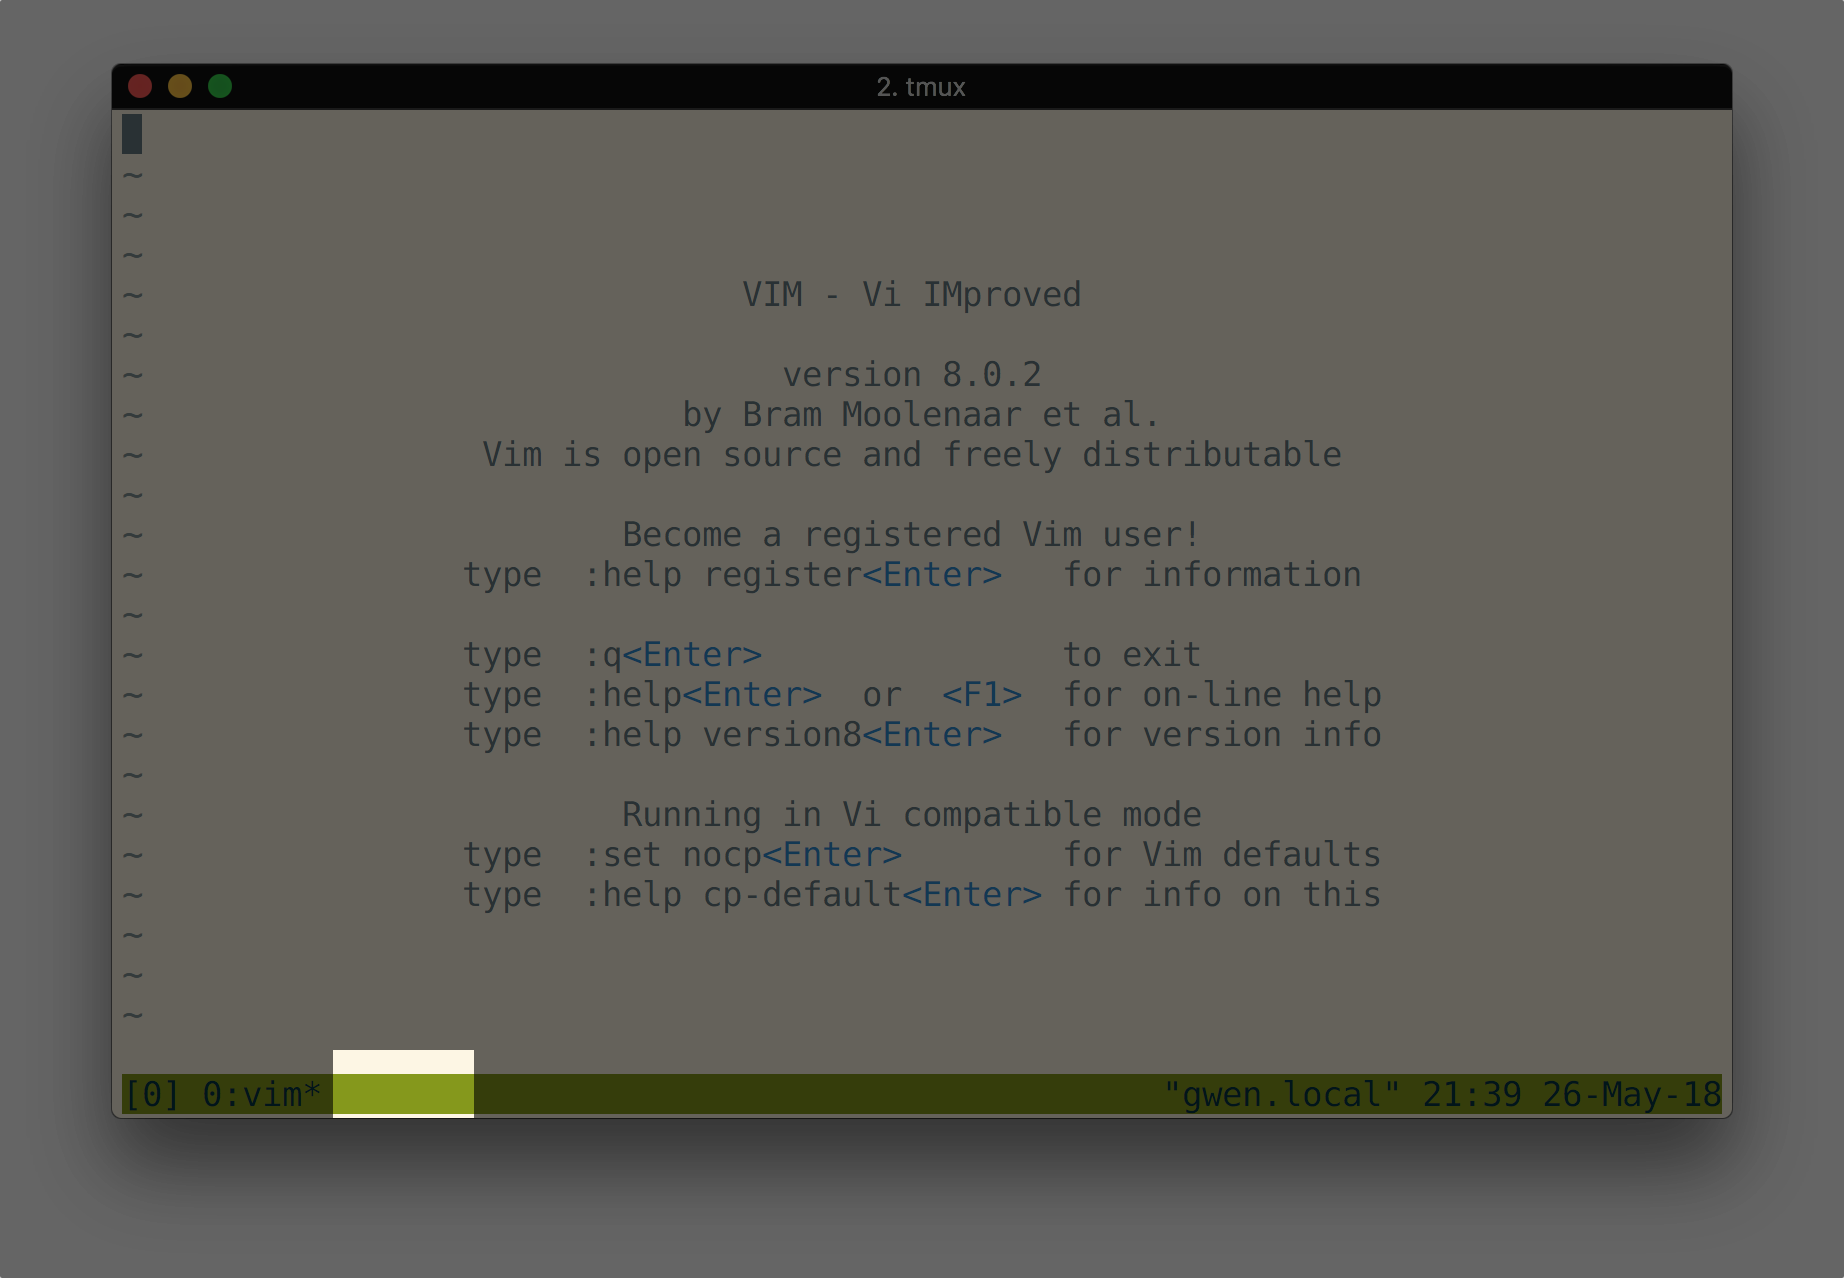 2. tmux
~
~
~
~ VIM - Vi IMproved
~
~ version 8.0.2
~ by Bram Moolenaar et al.
~ Vim is open source and freely distributable
~
~ Become a registered Vim user!
~ type  :help register<Enter>   for information
~
~ type  :q<Enter>               to exit
~ type  :help<Enter>  or  <F1>  for on-line help
~ type  :help version8<Enter>   for version info
~
~ Running in Vi compatible mode
~ type  :set nocp<Enter>        for Vim defaults
~ type  :help cp-default<Enter> for info on this
~
~
~
[0] 0:vim* "gwen.local" 21:39 26-May-18